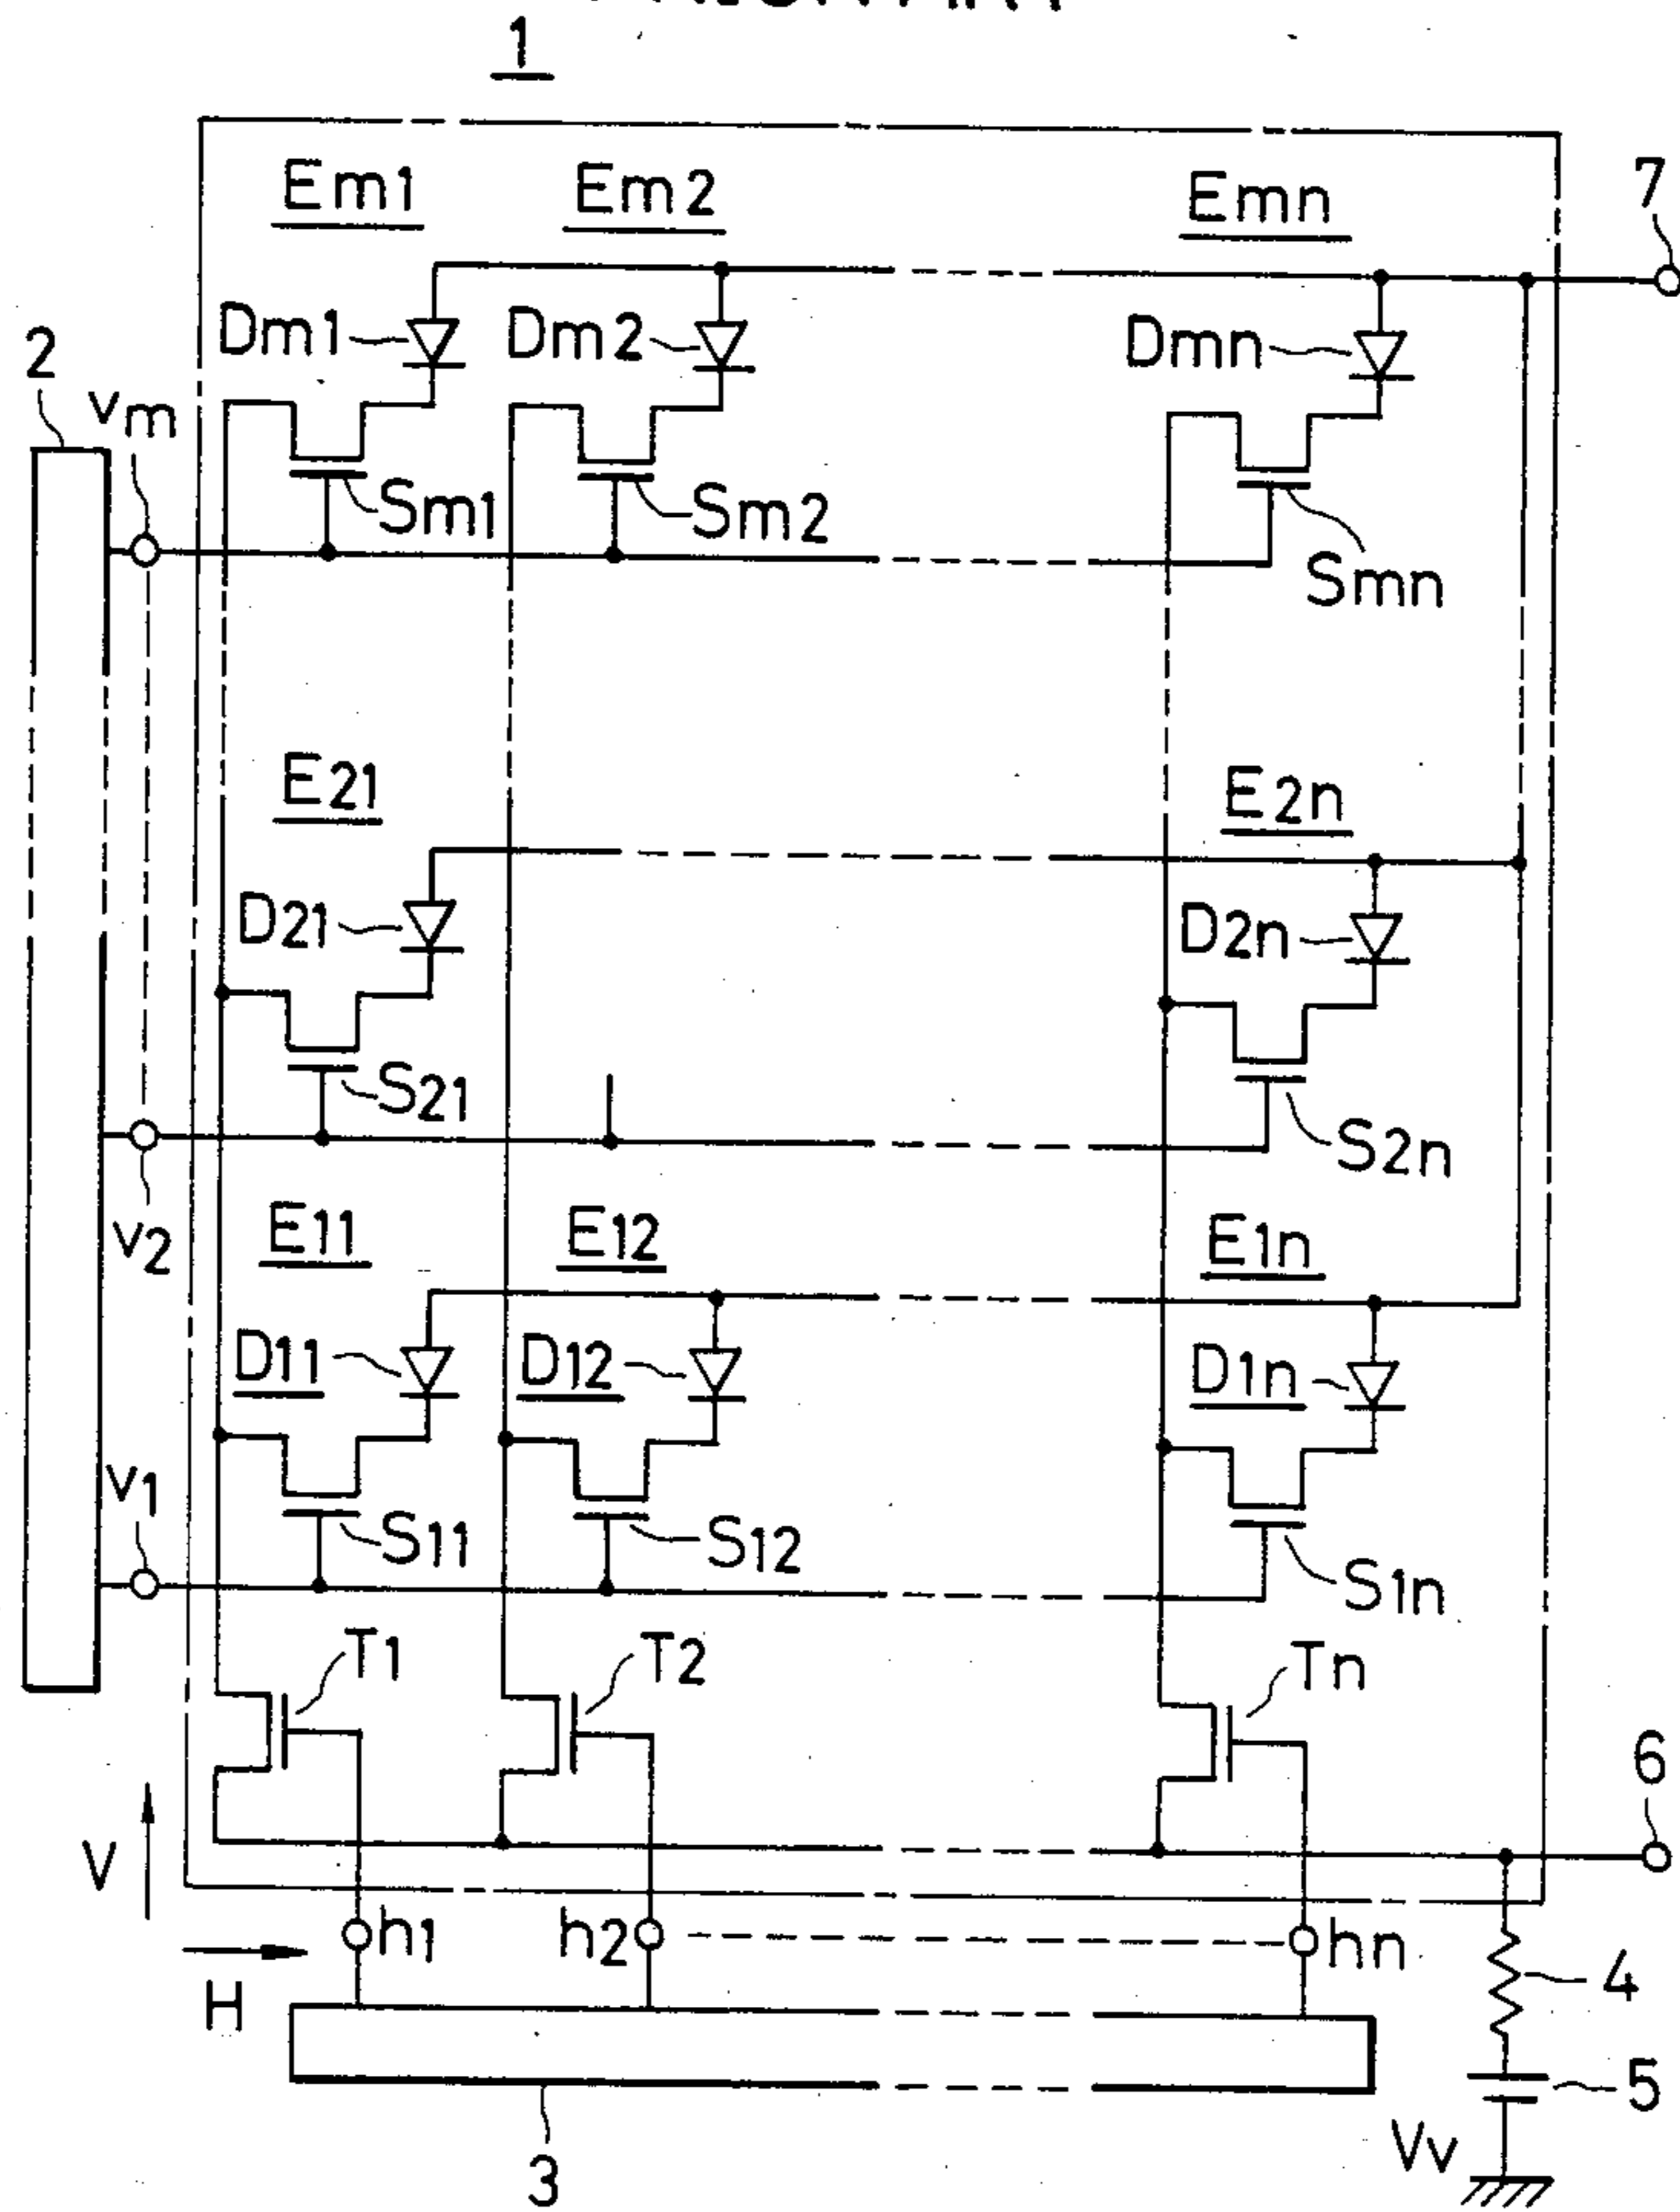 1
Em1 Em2 Emn 7
Dm1 Dm2 Dmn
2
vm
Sm1 Sm2 Smn
E21 E2n
D21 D2n
S21 S2n
v2
E11 E12 E1n
D11 D12 D1n
v1
S11 S12 S1n
T1 T2 Tn
6
V
h1 h2 hn
H
4
5
Vv
3